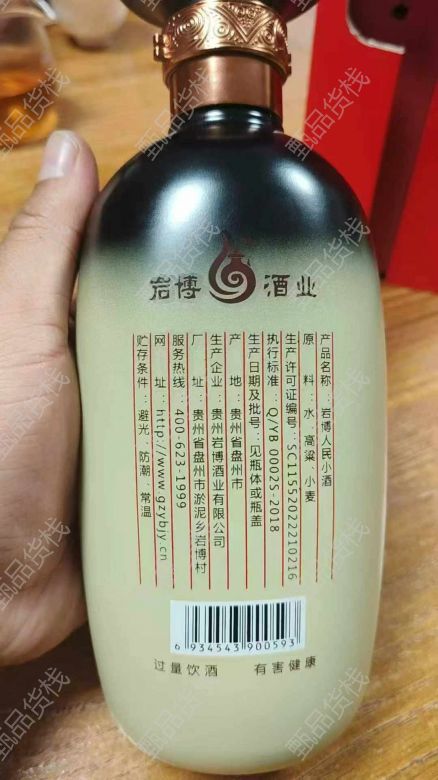 岩博 酒业
产品名称：岩博人民小酒
原　料：水、高粱、小麦
生产许可证编号：SC11552022210216
执行标准：Q/YB 0002S-2018
生产日期及批号：见瓶体或瓶盖
产　地：贵州省盘州市
生产企业：贵州岩博酒业有限公司
厂　址：贵州省盘州市淤泥乡岩博村
服务热线：400-623-1999
网　址：http://www.gzybjy.cn
贮存条件：避光、防潮、常温
6 934543 900593
过量饮酒　有害健康
甄品货栈